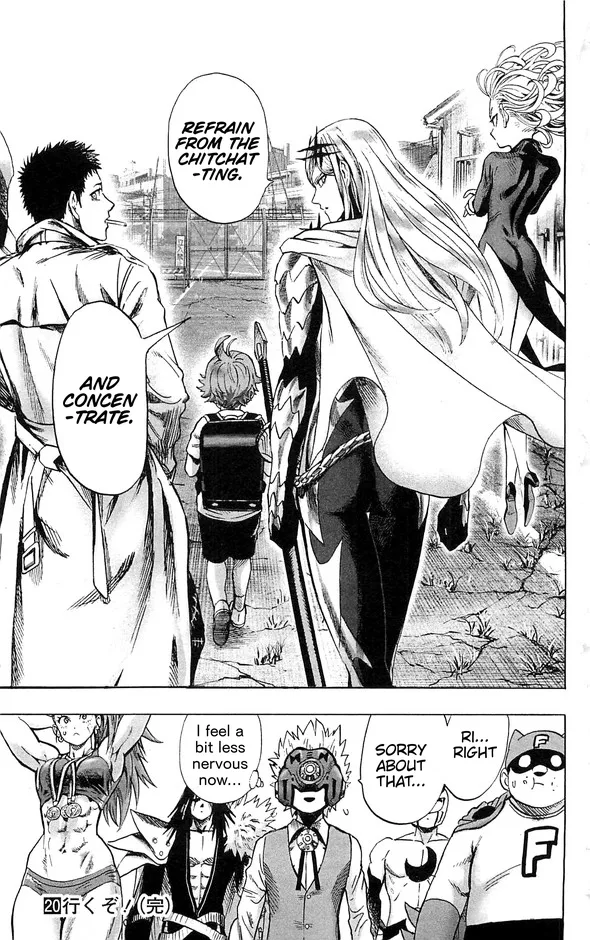 REFRAIN
FROM THE
CHITCHAT
-TING.
AND
CONCEN
-TRATE.
RI...
RIGHT
SORRY
ABOUT
THAT...
I feel a
bit less
nervous
now...
F
F
20行くぞ!(完)